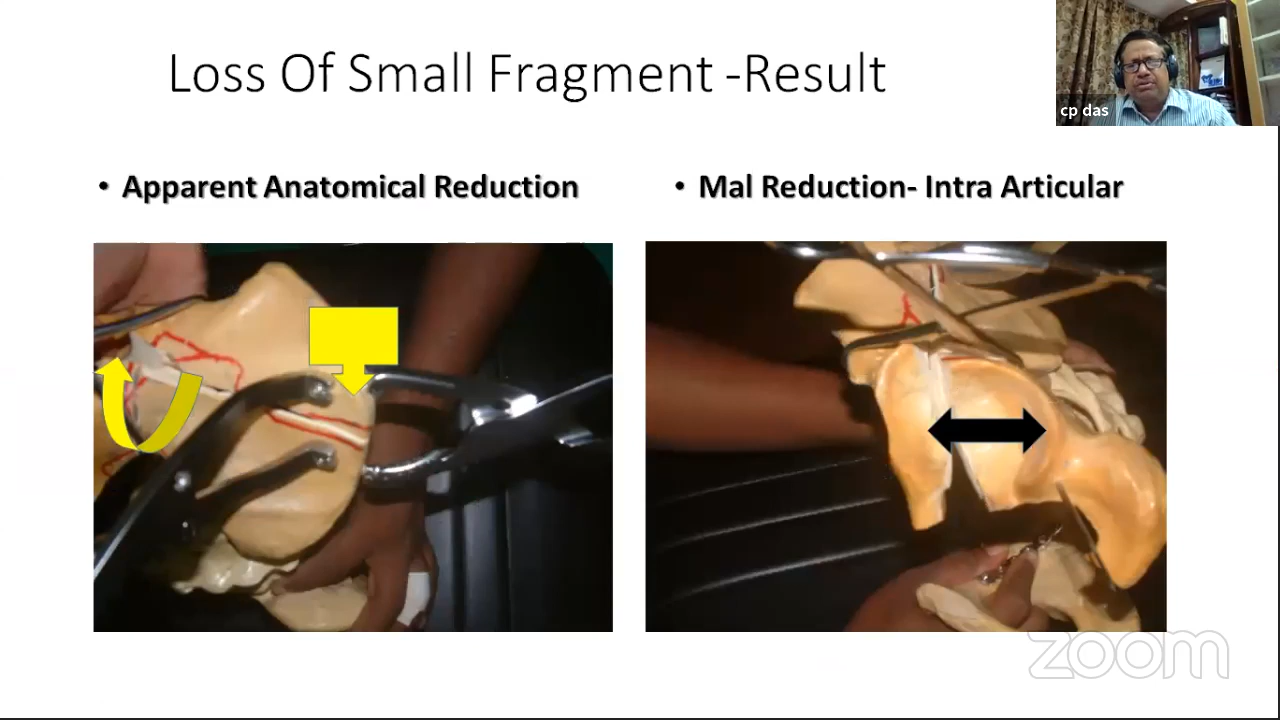 Loss Of Small Fragment -Result
cp das
• Apparent Anatomical Reduction
• Mal Reduction- Intra Articular
zoom